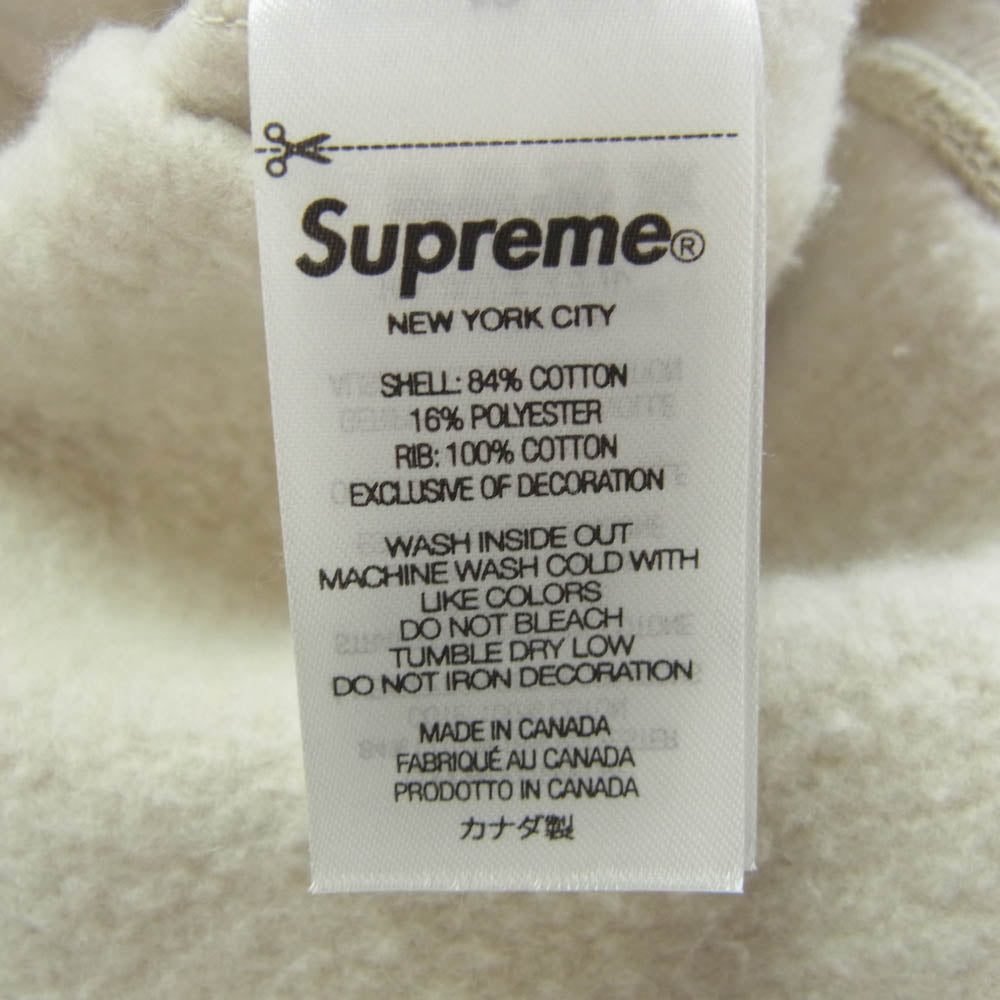 Supreme®
NEW YORK CITY
SHELL: 84% COTTON
16% POLYESTER
RIB: 100% COTTON
EXCLUSIVE OF DECORATION
WASH INSIDE OUT
MACHINE WASH COLD WITH
LIKE COLORS
DO NOT BLEACH
TUMBLE DRY LOW
DO NOT IRON DECORATION
MADE IN CANADA
FABRIQUÉ AU CANADA
PRODOTTO IN CANADA
カナダ製